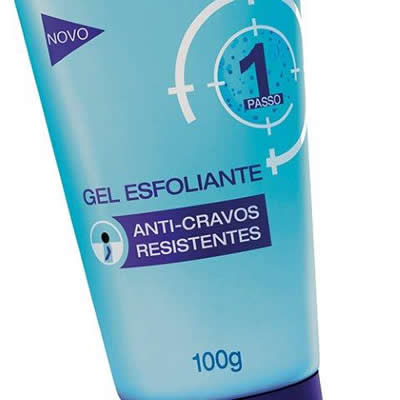 NOVO
1
PASSO
GEL ESFOLIANTE
ANTI-CRAVOS
RESISTENTES
100g